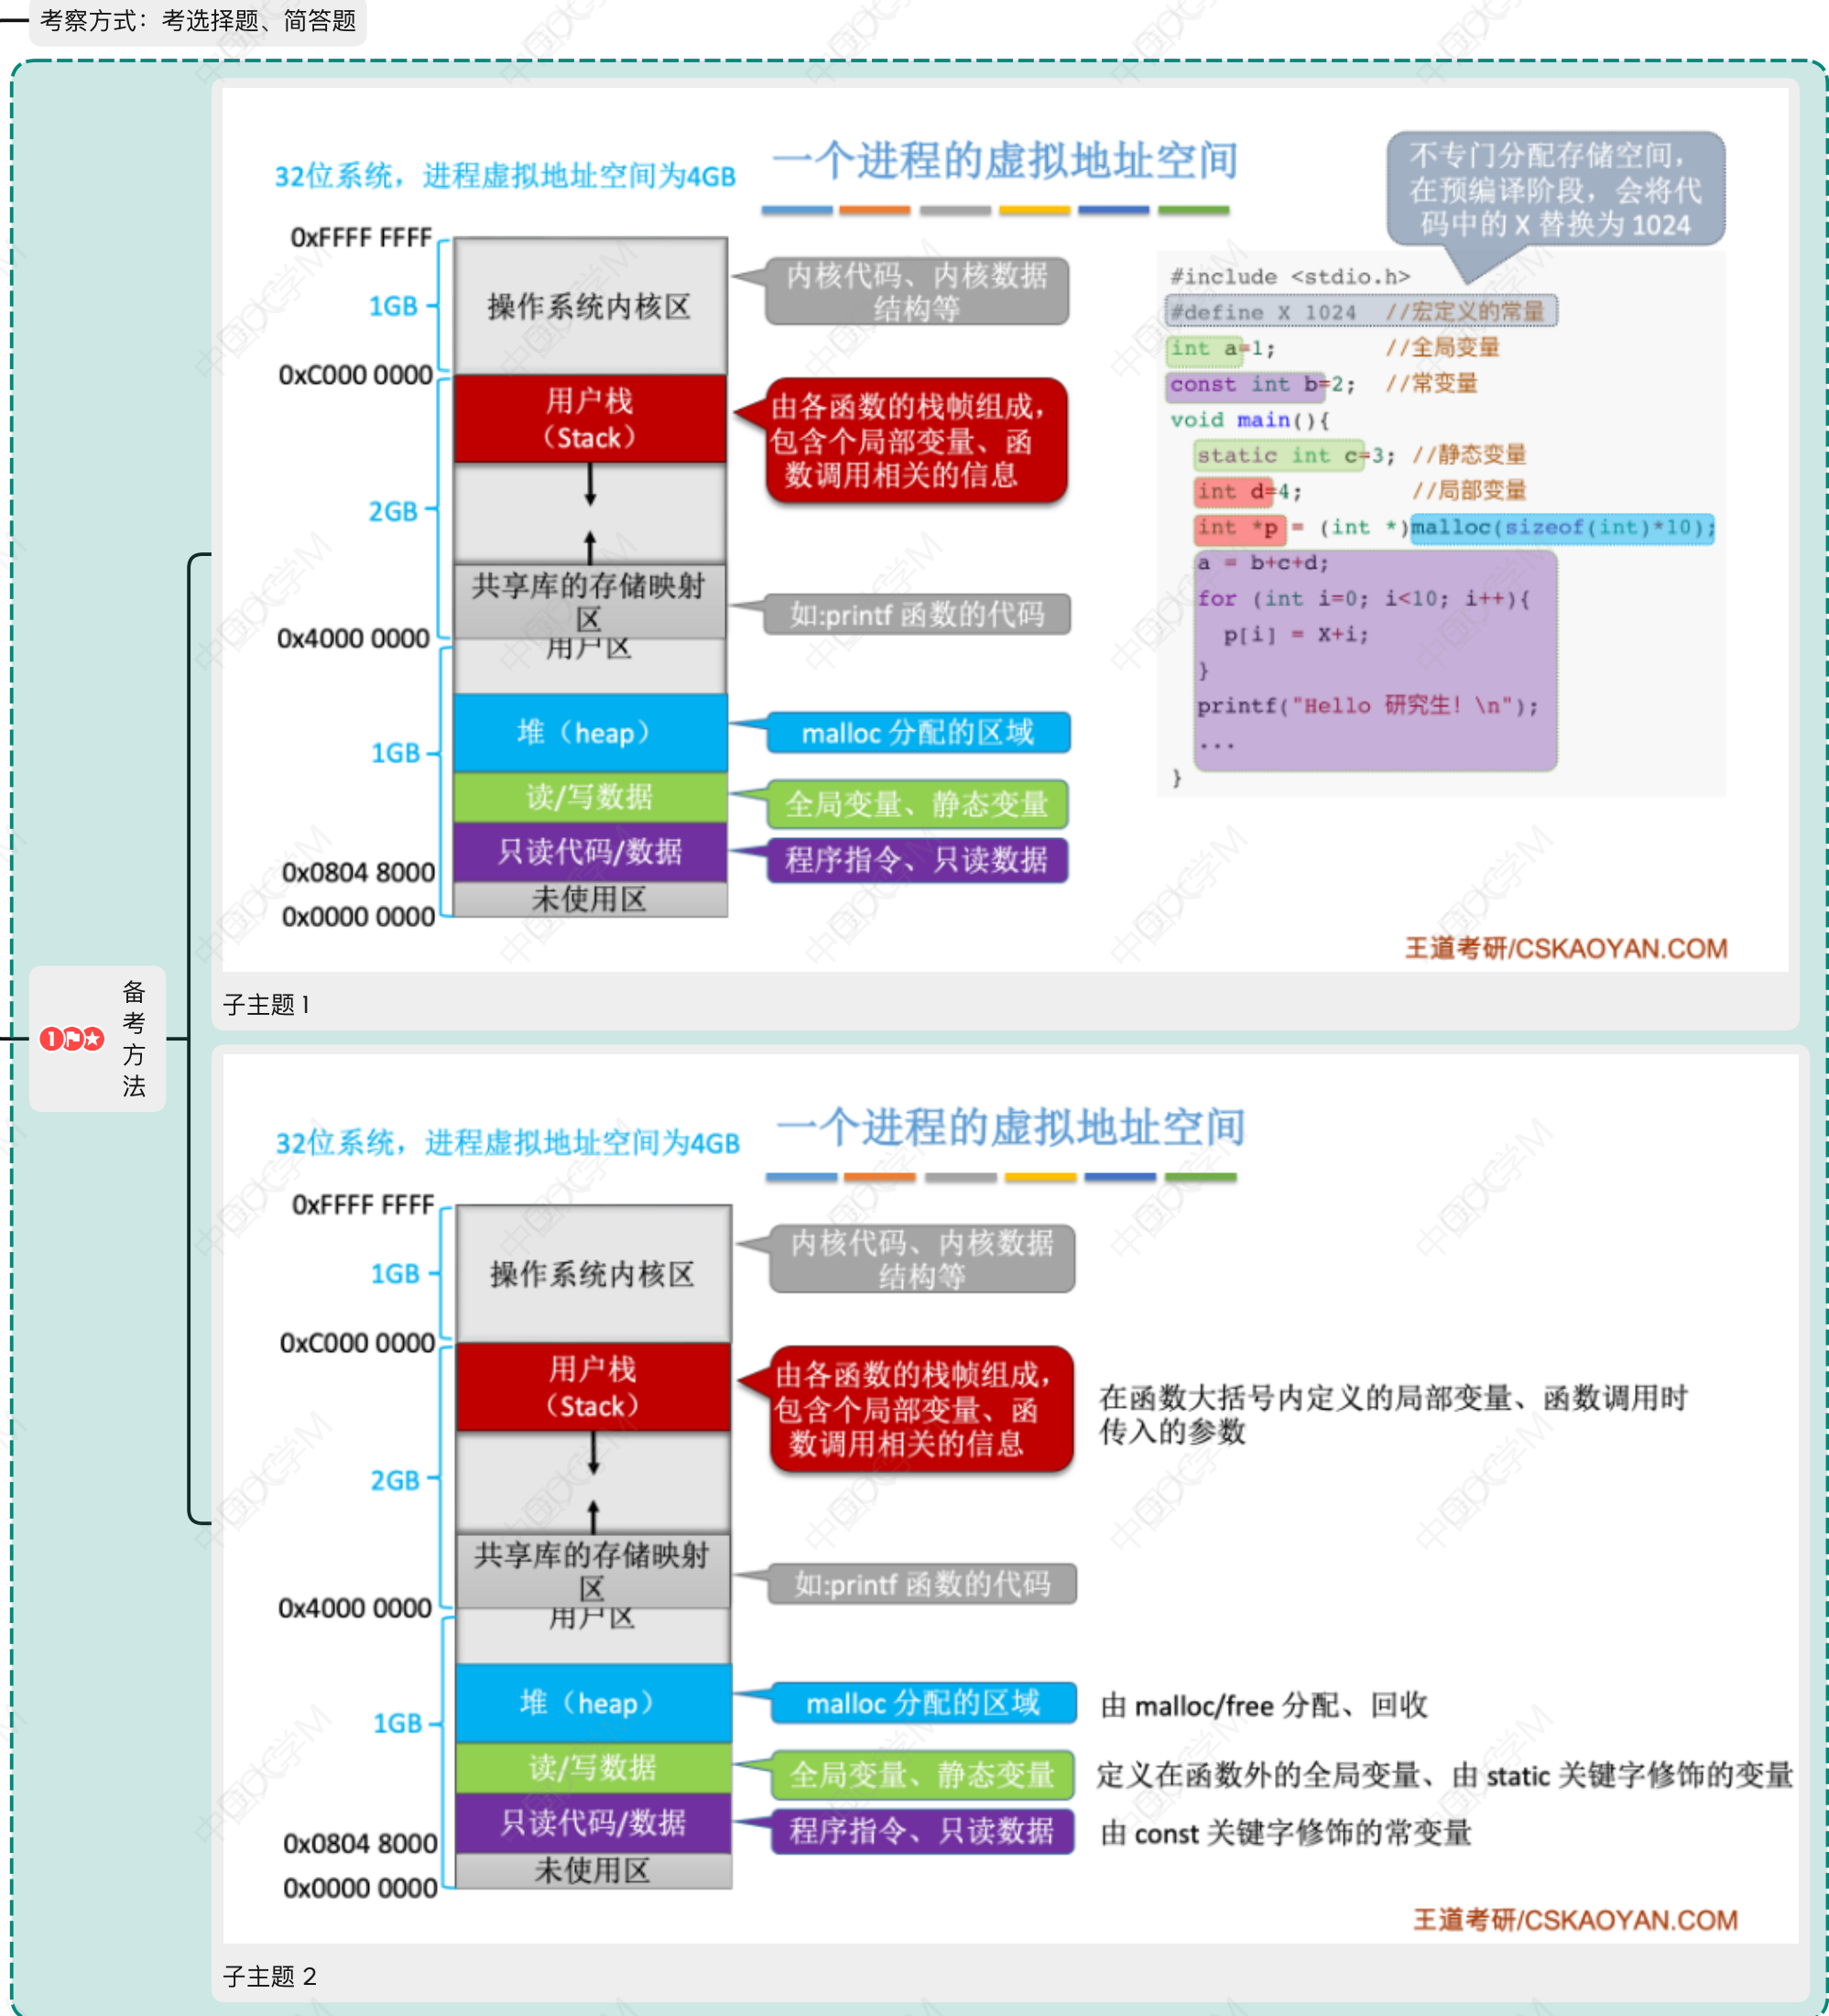 考察方式：考选择题、简答题
一个进程的虚拟地址空间
32位系统，进程虚拟地址空间为4GB
不专门分配存储空间，
在预编译阶段，会将代
码中的 X 替换为 1024
0xFFFF FFFF
1GB
操作系统内核区
内核代码、内核数据
结构等
0xC000 0000
用户栈
（Stack）
由各函数的栈帧组成，
包含个局部变量、函
数调用相关的信息
2GB
共享库的存储映射
区
如:printf 函数的代码
0x4000 0000
用户区
堆（heap）
malloc 分配的区域
1GB
读/写数据
全局变量、静态变量
只读代码/数据
程序指令、只读数据
0x0804 8000
未使用区
0x0000 0000
#include <stdio.h>
#define X 1024 //宏定义的常量
int a=1; //全局变量
const int b=2; //常变量
void main(){
static int c=3; //静态变量
int d=4; //局部变量
int *p = (int *)malloc(sizeof(int)*10);
a = b+c+d;
for (int i=0; i<10; i++){
p[i] = X+i;
}
printf("Hello 研究生! \n");
...
}
王道考研/CSKAOYAN.COM
子主题 1
1
备
考
方
法
一个进程的虚拟地址空间
32位系统，进程虚拟地址空间为4GB
0xFFFF FFFF
1GB
操作系统内核区
内核代码、内核数据
结构等
0xC000 0000
用户栈
（Stack）
由各函数的栈帧组成，
包含个局部变量、函
数调用相关的信息
在函数大括号内定义的局部变量、函数调用时
传入的参数
2GB
共享库的存储映射
区
如:printf 函数的代码
0x4000 0000
用户区
堆（heap）
malloc 分配的区域
由 malloc/free 分配、回收
1GB
读/写数据
全局变量、静态变量
定义在函数外的全局变量、由 static 关键字修饰的变量
只读代码/数据
程序指令、只读数据
由 const 关键字修饰的常变量
0x0804 8000
未使用区
0x0000 0000
王道考研/CSKAOYAN.COM
子主题 2